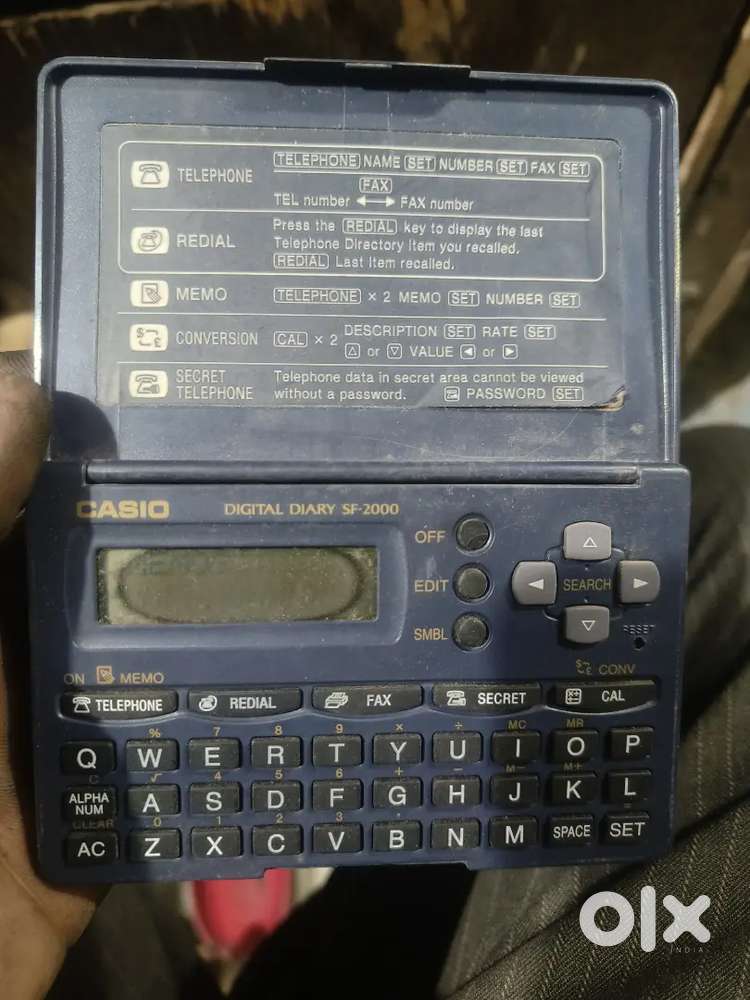 TELEPHONE TELEPHONE NAME SET NUMBER SET FAX SET
FAX
TEL number FAX number
REDIAL Press the REDIAL key to display the last
Telephone Directory item you recalled.
REDIAL Last item recalled.
MEMO TELEPHONE × 2 MEMO SET NUMBER SET
CONVERSION CAL × 2 DESCRIPTION SET RATE SET
△ or ▽ VALUE ◀ or ▶
SECRET TELEPHONE Telephone data in secret area cannot be viewed
without a password. PASSWORD SET
CASIO DIGITAL DIARY SF-2000
OFF
EDIT SEARCH
SMBL RESET
ON MEMO $ £ CONV
TELEPHONE REDIAL FAX SECRET CAL
% 7 8 9 × ÷ MC MR
Q W E R T Y U I O P
C √ 4 5 6 + − M− M+ =
ALPHA NUM A S D F G H J K L
CLEAR 0 1 2 3
AC Z X C V B N M SPACE SET
olx
INDIA